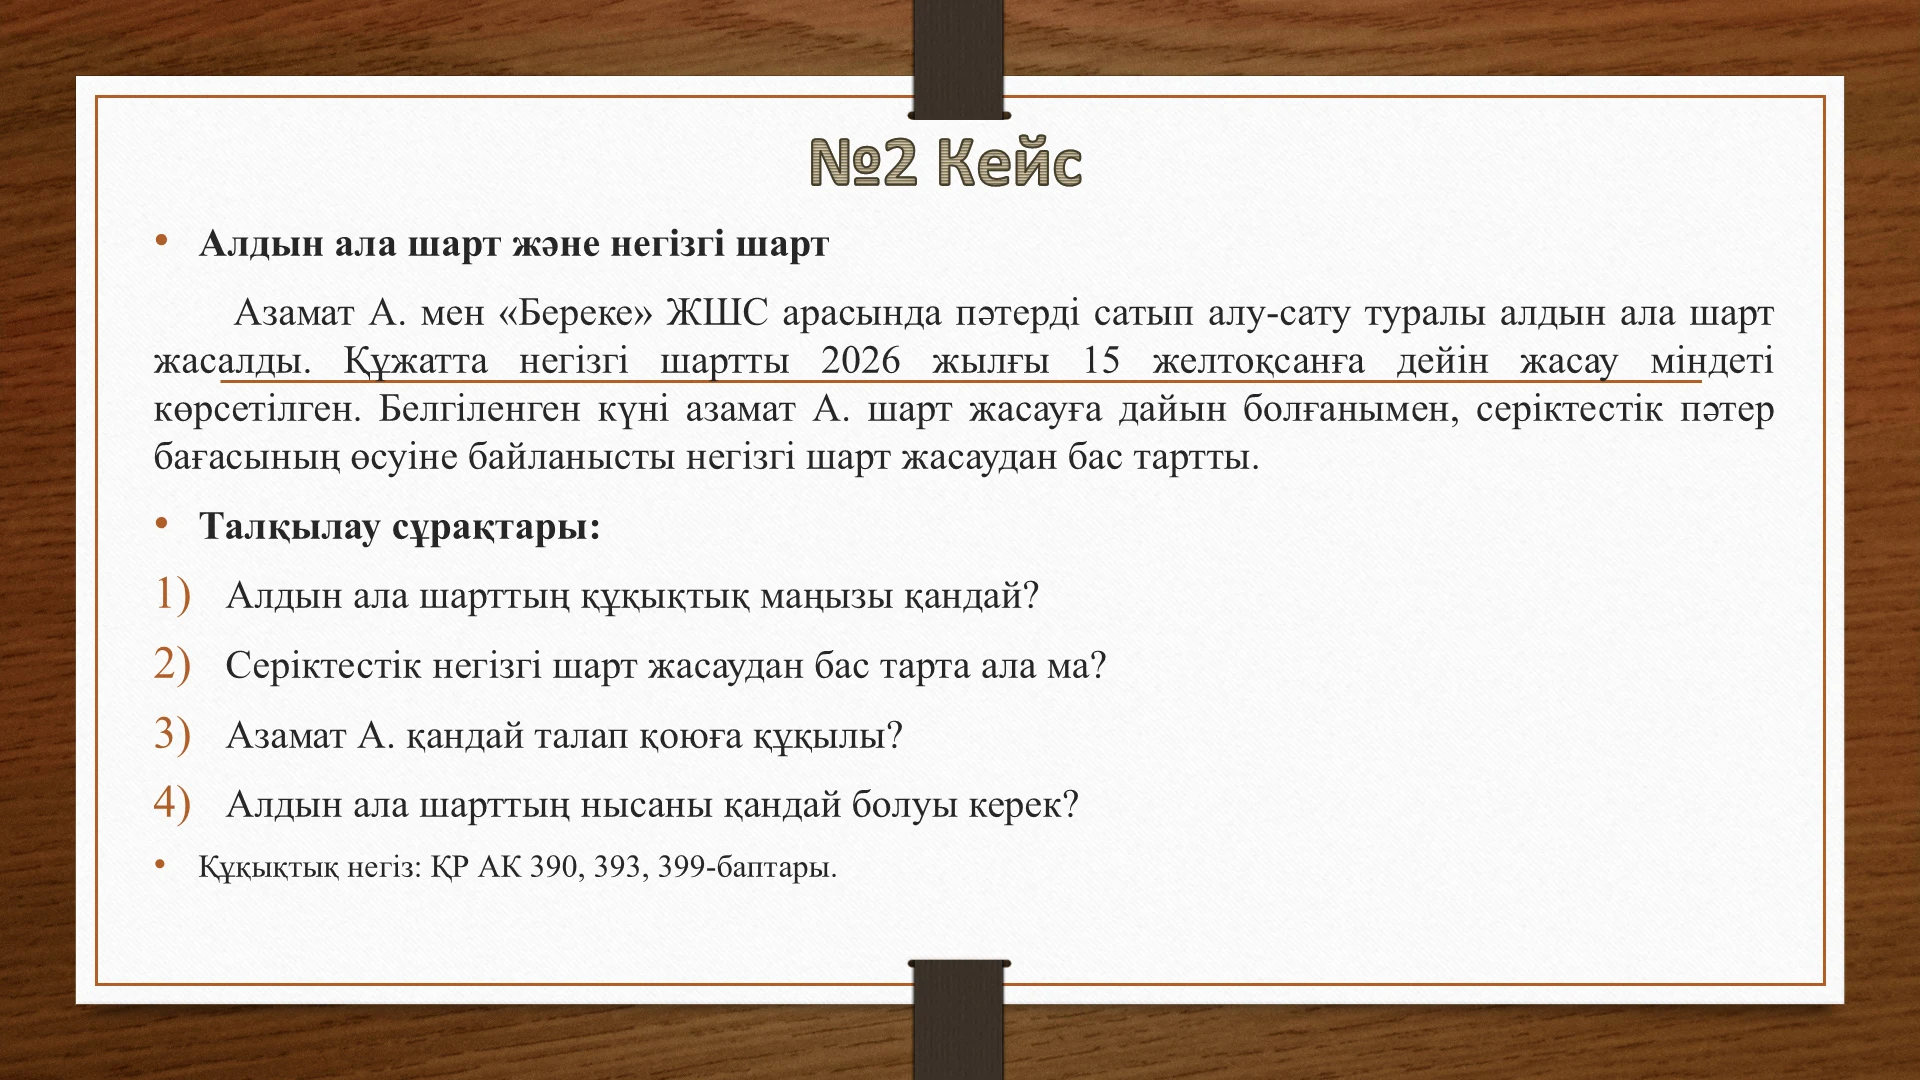 №2 Кейс
• Алдын ала шарт және негізгі шарт
Азамат А. мен «Береке» ЖШС арасында пәтерді сатып алу-сату туралы алдын ала шарт
жасалды. Құжатта негізгі шартты 2026 жылғы 15 желтоқсанға дейін жасау міндеті
көрсетілген. Белгіленген күні азамат А. шарт жасауға дайын болғанымен, серіктестік пәтер
бағасының өсуіне байланысты негізгі шарт жасаудан бас тартты.
• Талқылау сұрақтары:
1) Алдын ала шарттың құқықтық маңызы қандай?
2) Серіктестік негізгі шарт жасаудан бас тарта ала ма?
3) Азамат А. қандай талап қоюға құқылы?
4) Алдын ала шарттың нысаны қандай болуы керек?
• Құқықтық негіз: ҚР АК 390, 393, 399-баптары.